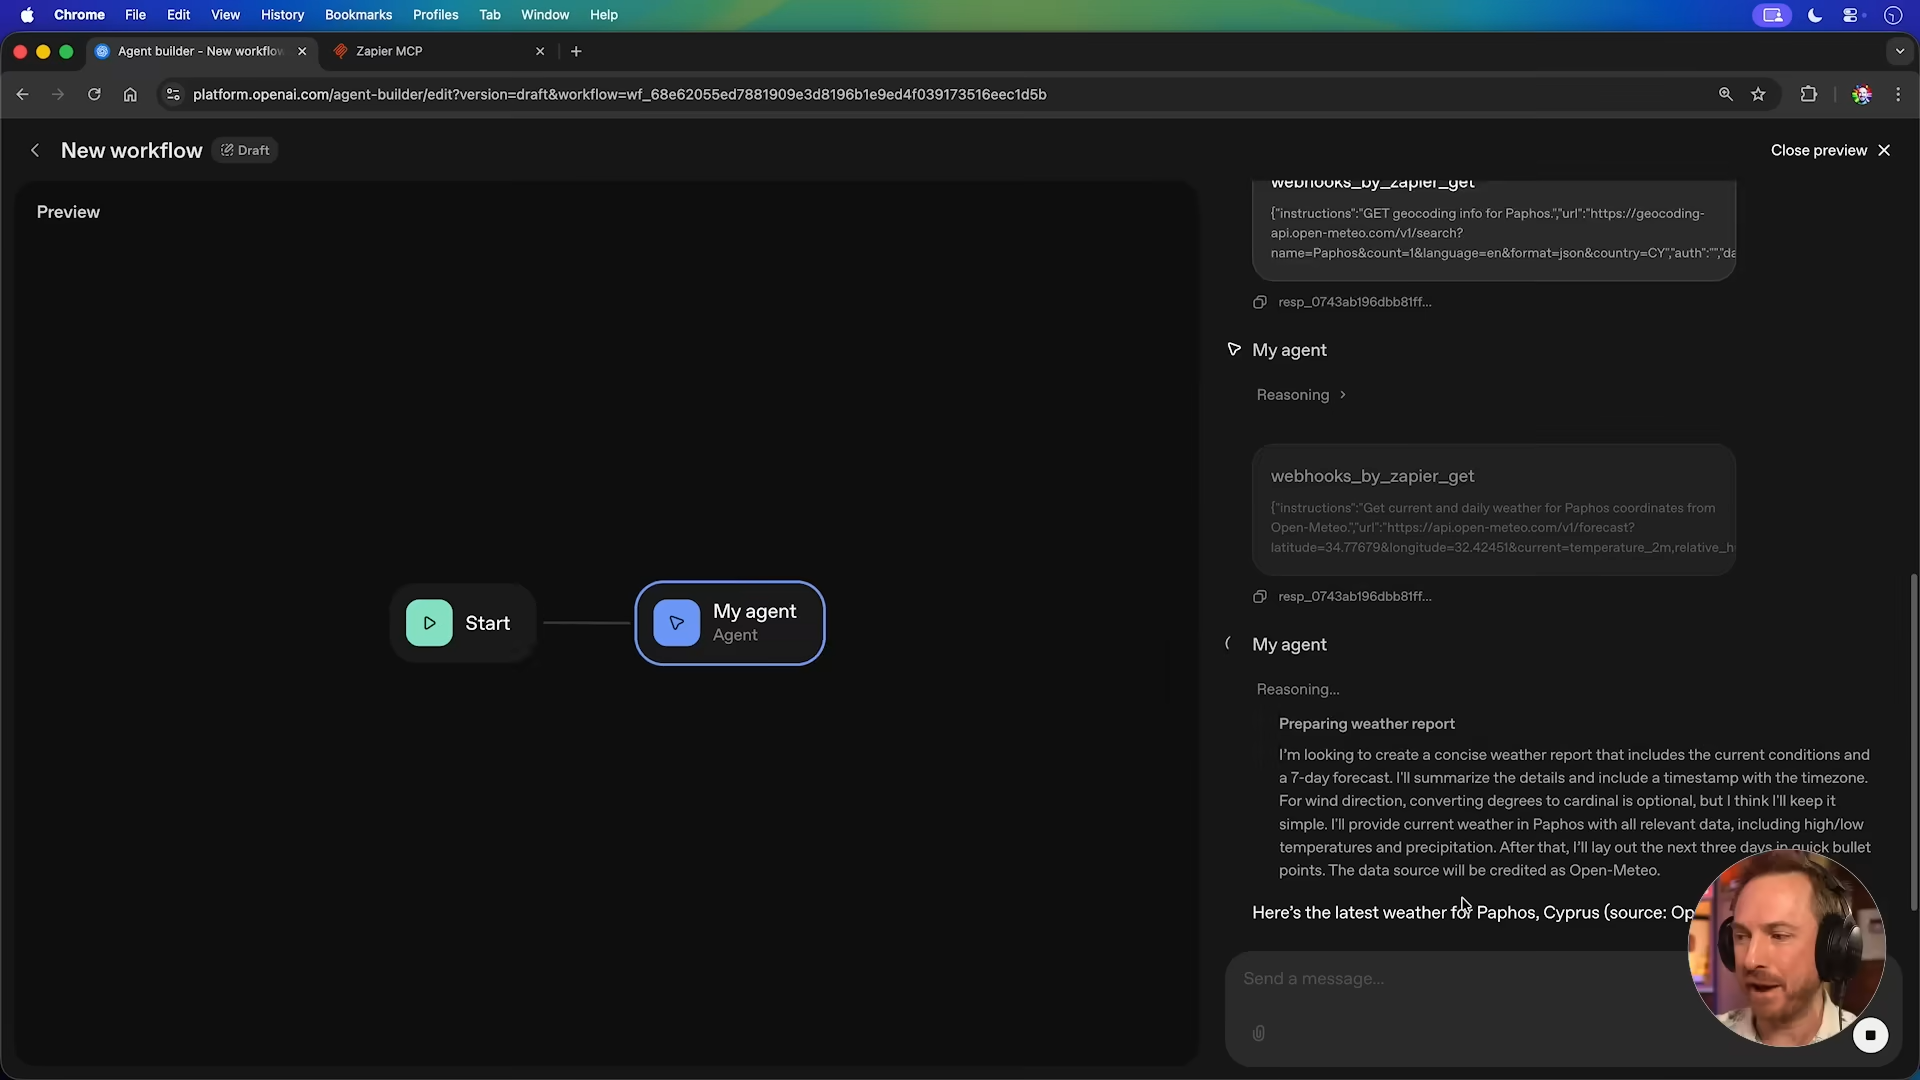 Chrome File Edit View History Bookmarks Profiles Tab Window Help
Agent builder - New workflow
Zapier MCP
platform.openai.com/agent-builder/edit?version=draft&workflow=wf_68e62055ed7881909e3d8196b1e9ed4f039173516eec1d5b
New workflow
Draft
Close preview
Preview
Start
My agent
Agent
webhooks_by_zapier_get
{"instructions":"GET geocoding info for Paphos.","url":"https://geocoding-
api.open-meteo.com/v1/search?
name=Paphos&count=1&language=en&format=json&country=CY","auth":"","da
resp_0743ab196dbb81ff...
My agent
Reasoning
webhooks_by_zapier_get
{"instructions":"Get current and daily weather for Paphos coordinates from
Open-Meteo.","url":"https://api.open-meteo.com/v1/forecast?
latitude=34.77679&longitude=32.42451&current=temperature_2m,relative_h
resp_0743ab196dbb81ff...
My agent
Reasoning...
Preparing weather report
I'm looking to create a concise weather report that includes the current conditions and
a 7-day forecast. I'll summarize the details and include a timestamp with the timezone.
For wind direction, converting degrees to cardinal is optional, but I think I'll keep it
simple. I'll provide current weather in Paphos with all relevant data, including high/low
temperatures and precipitation. After that, I'll lay out the next three days in quick bullet
points. The data source will be credited as Open-Meteo.
Here's the latest weather for Paphos, Cyprus (source: Op
Send a message...